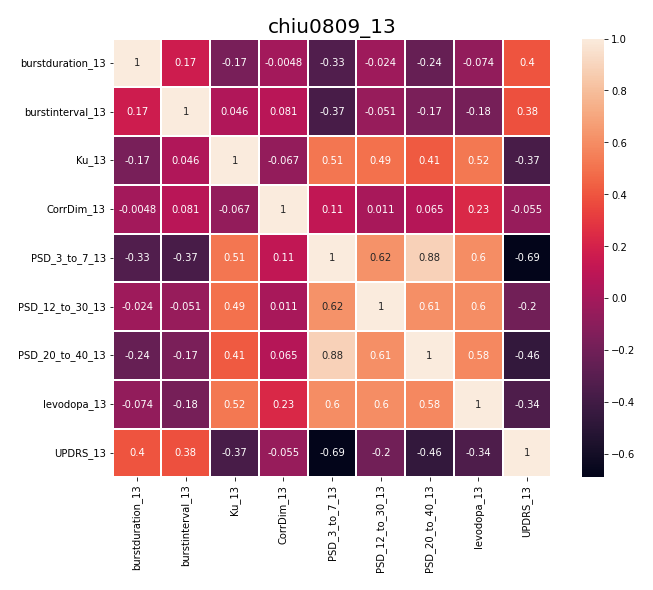 chiu0809_13
burstduration_13 1 0.17 -0.17 -0.0048 -0.33 -0.024 -0.24 -0.074 0.4
burstinterval_13 0.17 1 0.046 0.081 -0.37 -0.051 -0.17 -0.18 0.38
Ku_13 -0.17 0.046 1 -0.067 0.51 0.49 0.41 0.52 -0.37
CorrDim_13 -0.0048 0.081 -0.067 1 0.11 0.011 0.065 0.23 -0.055
PSD_3_to_7_13 -0.33 -0.37 0.51 0.11 1 0.62 0.88 0.6 -0.69
PSD_12_to_30_13 -0.024 -0.051 0.49 0.011 0.62 1 0.61 0.6 -0.2
PSD_20_to_40_13 -0.24 -0.17 0.41 0.065 0.88 0.61 1 0.58 -0.46
levodopa_13 -0.074 -0.18 0.52 0.23 0.6 0.6 0.58 1 -0.34
UPDRS_13 0.4 0.38 -0.37 -0.055 -0.69 -0.2 -0.46 -0.34 1
burstduration_13
burstinterval_13
Ku_13
CorrDim_13
PSD_3_to_7_13
PSD_12_to_30_13
PSD_20_to_40_13
levodopa_13
UPDRS_13
1.0
0.8
0.6
0.4
0.2
0.0
−0.2
−0.4
−0.6